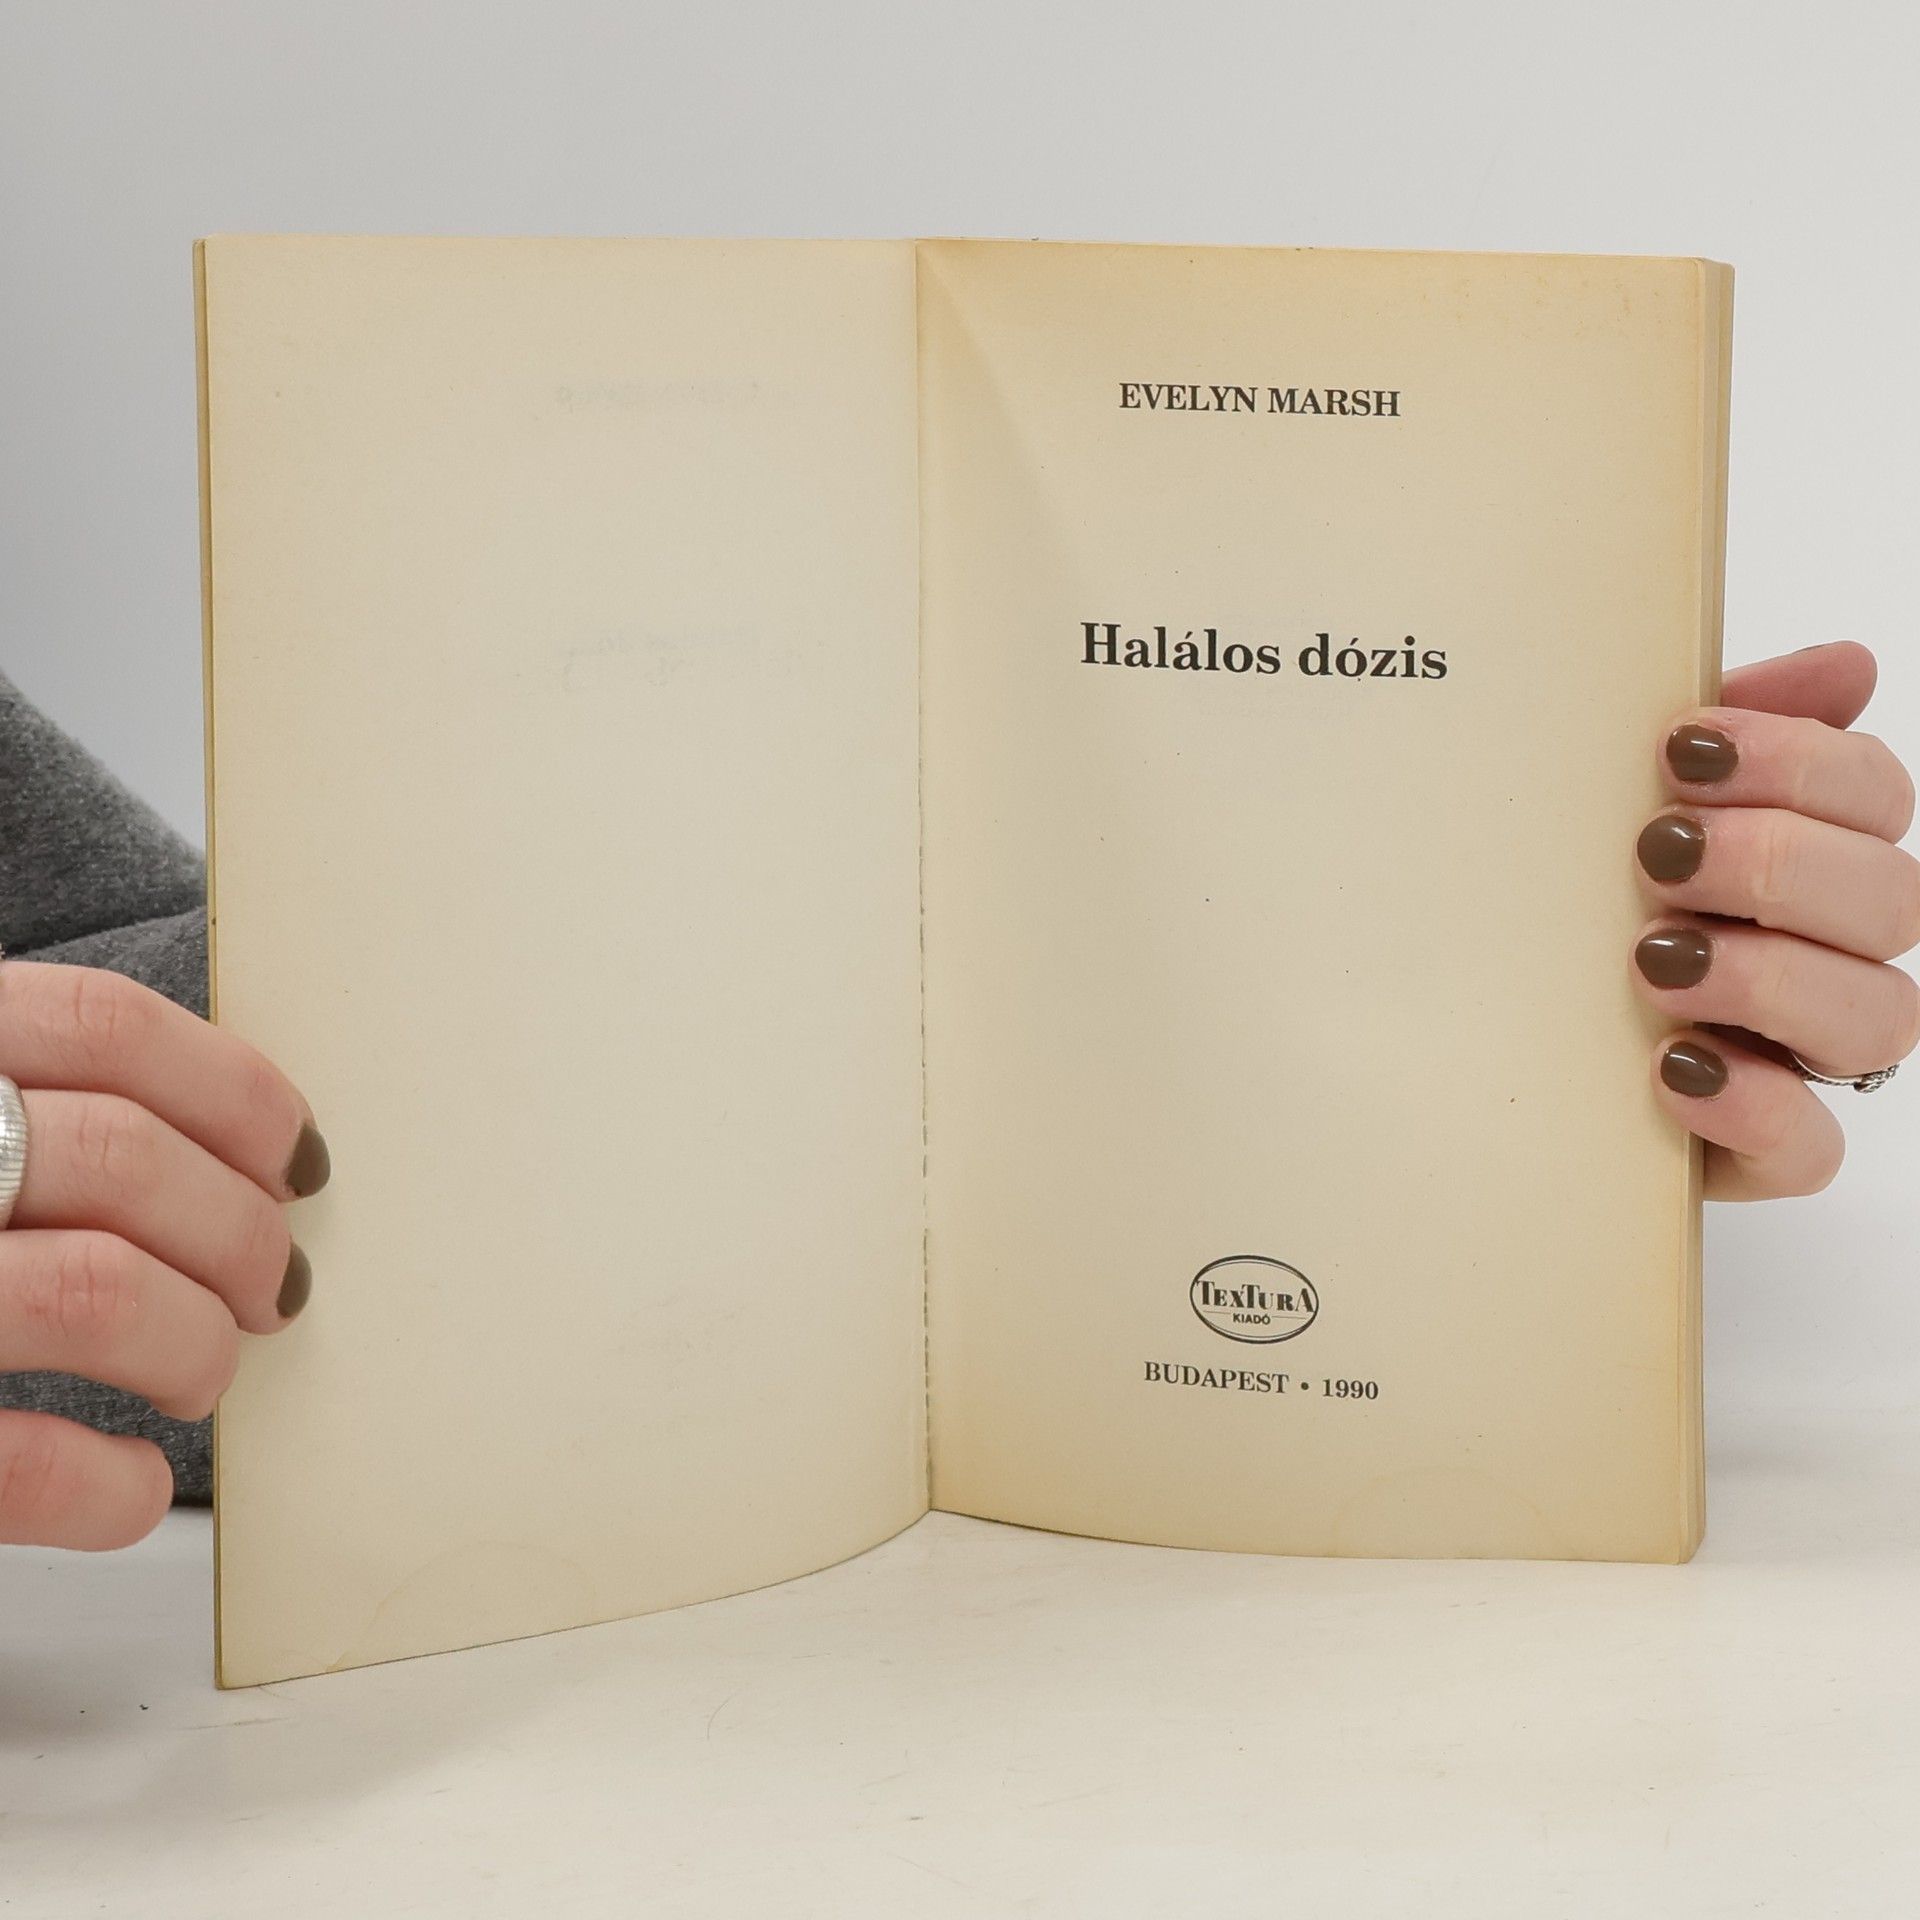 EVELYN MARSH
Halálos dózis
TEXTURA
KIADÓ
BUDAPEST • 1990